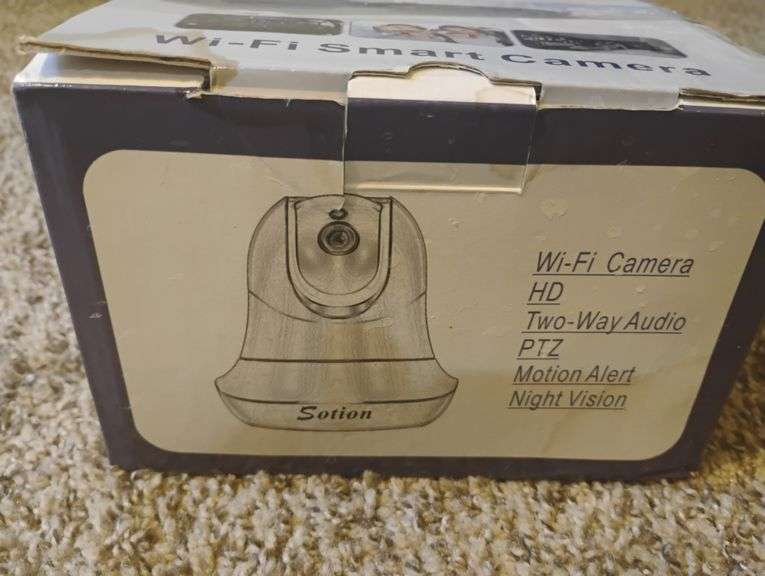 Wi-Fi Smart Camera
Wi-Fi Camera
HD
Two-Way Audio
PTZ
Motion Alert
Night Vision
Sotion